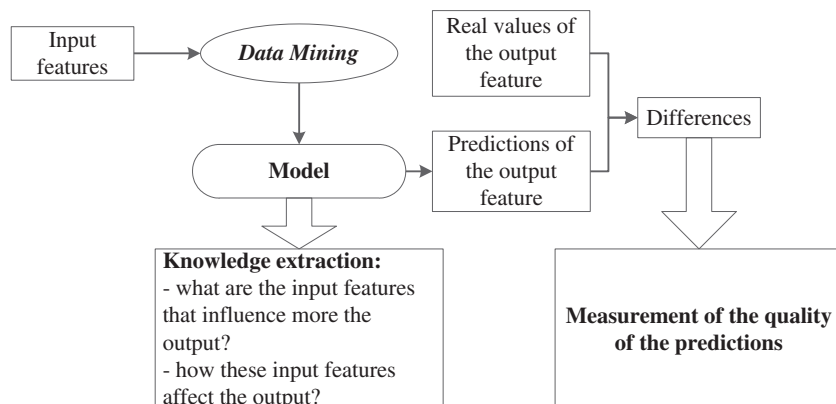 Input
features
Data Mining
Real values of
the output
feature
Differences
Model
Predictions of
the output
feature
Knowledge extraction:
- what are the input features
that influence more the
output?
- how these input features
affect the output?
Measurement of the quality
of the predictions